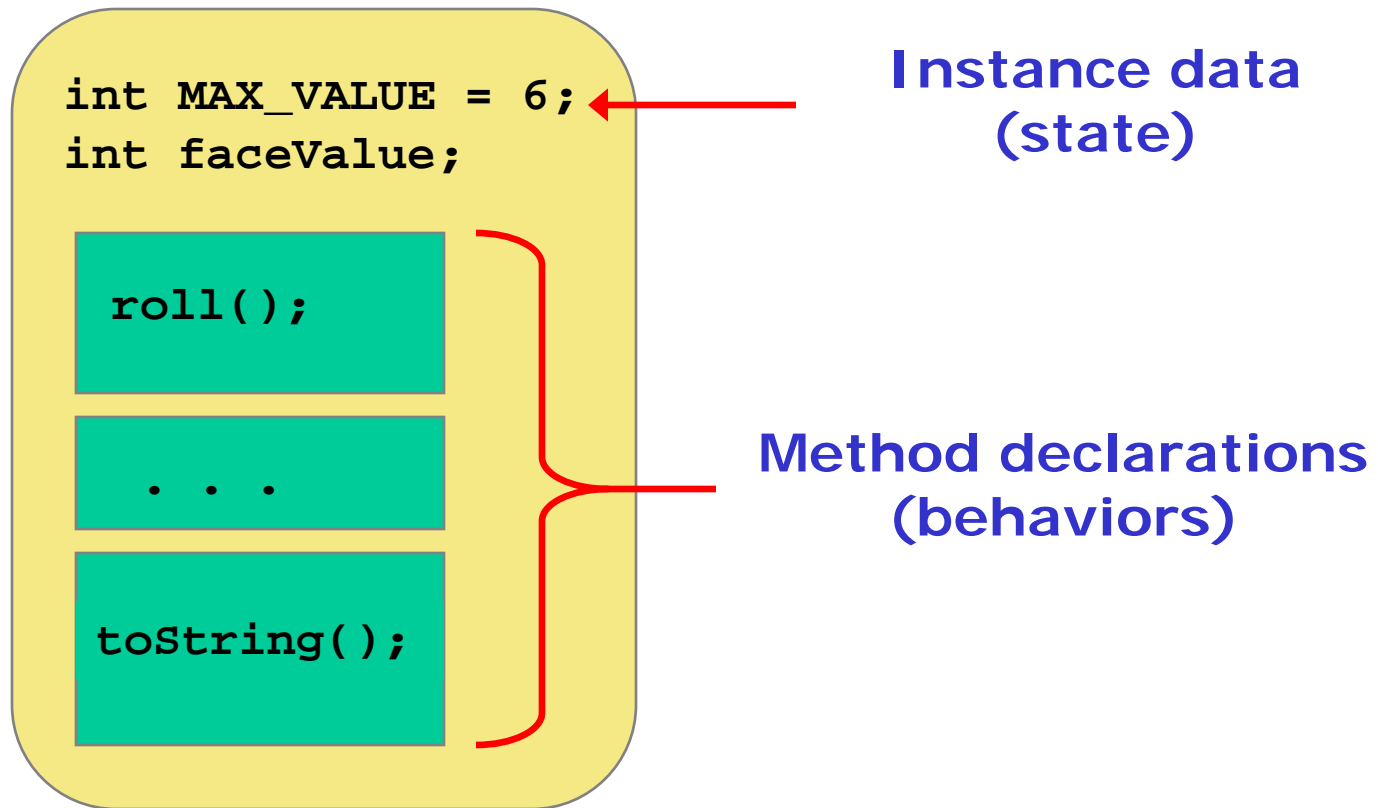 int MAX_VALUE = 6;
int faceValue;
Instance data
(state)
roll();
. . .
toString();
Method declarations
(behaviors)